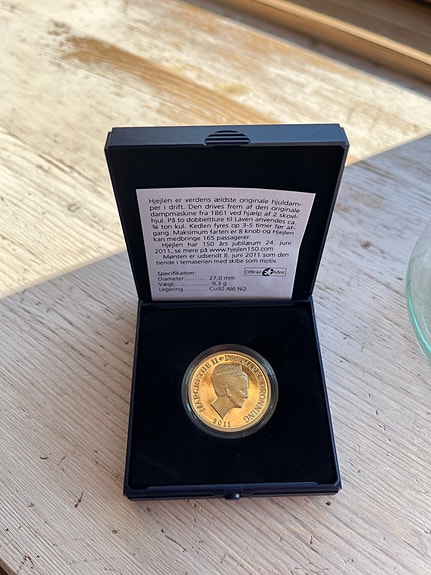 Hjejlen er verdens ældste originale hjuldam-
per i drift. Den drives frem af den originale
dampmaskine fra 1861 ved hjælp af 2 skovl-
hjul. På to dobbeltture til Laven anvendes ca.
¾ ton kul. Kedlen fyres op 3-5 timer før af-
gang. Maksimum farten er 8 knob og Hjejlen
kan medbringe 165 passagerer.
Hjejlen har 150 års jubilæum 24. juni
2011, se mere på www.hjejlen150.com
Mønten er udsendt 8. juni 2011 som den
tiende i temaserien med skibe som motiv.
Specifikation:
Diameter.......... 27,0 mm
Vægt................ 9,3 g
Legering........... Cu92 Al6 Ni2
Official Mint
MARGRETHE II DANMARKS DRONNING
2011